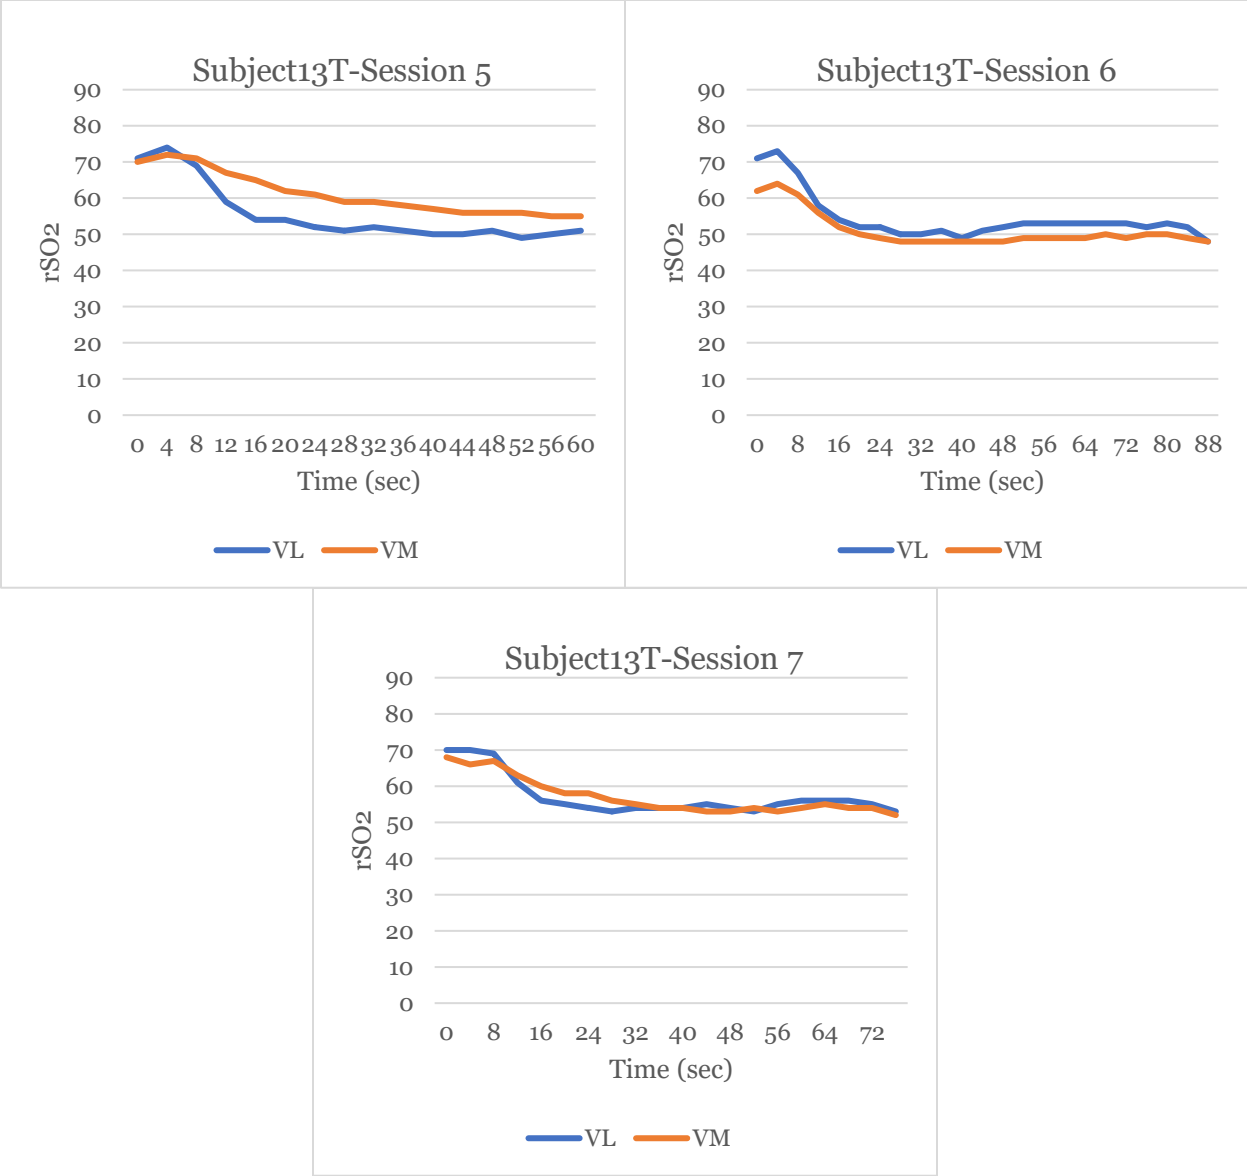 Subject13T-Session 5
90
80
70
60
50
40
30
20
10
0
rSO2
0 4 8 12 16 20 24 28 32 36 40 44 48 52 56 60
Time (sec)
VL VM
Subject13T-Session 6
90
80
70
60
50
40
30
20
10
0
rSO2
0 8 16 24 32 40 48 56 64 72 80 88
Time (sec)
VL VM
Subject13T-Session 7
90
80
70
60
50
40
30
20
10
0
rSO2
0 8 16 24 32 40 48 56 64 72
Time (sec)
VL VM